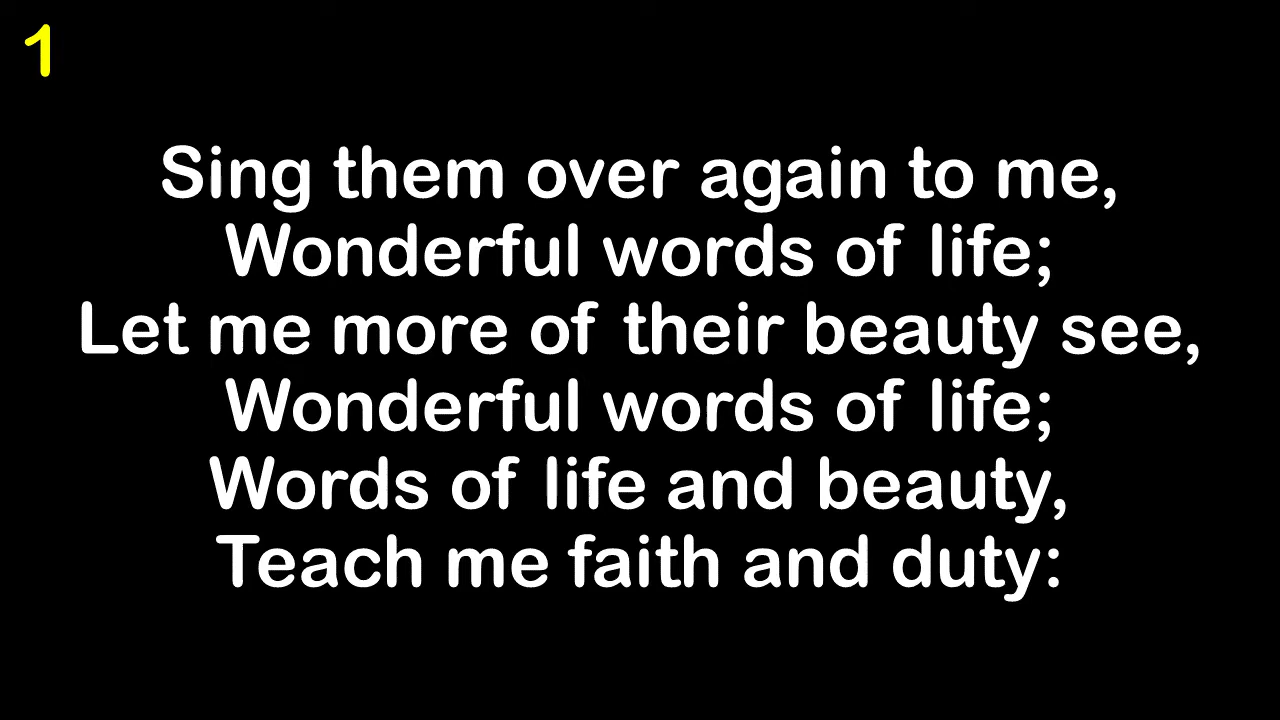 1
Sing them over again to me,
Wonderful words of life;
Let me more of their beauty see,
Wonderful words of life;
Words of life and beauty,
Teach me faith and duty: